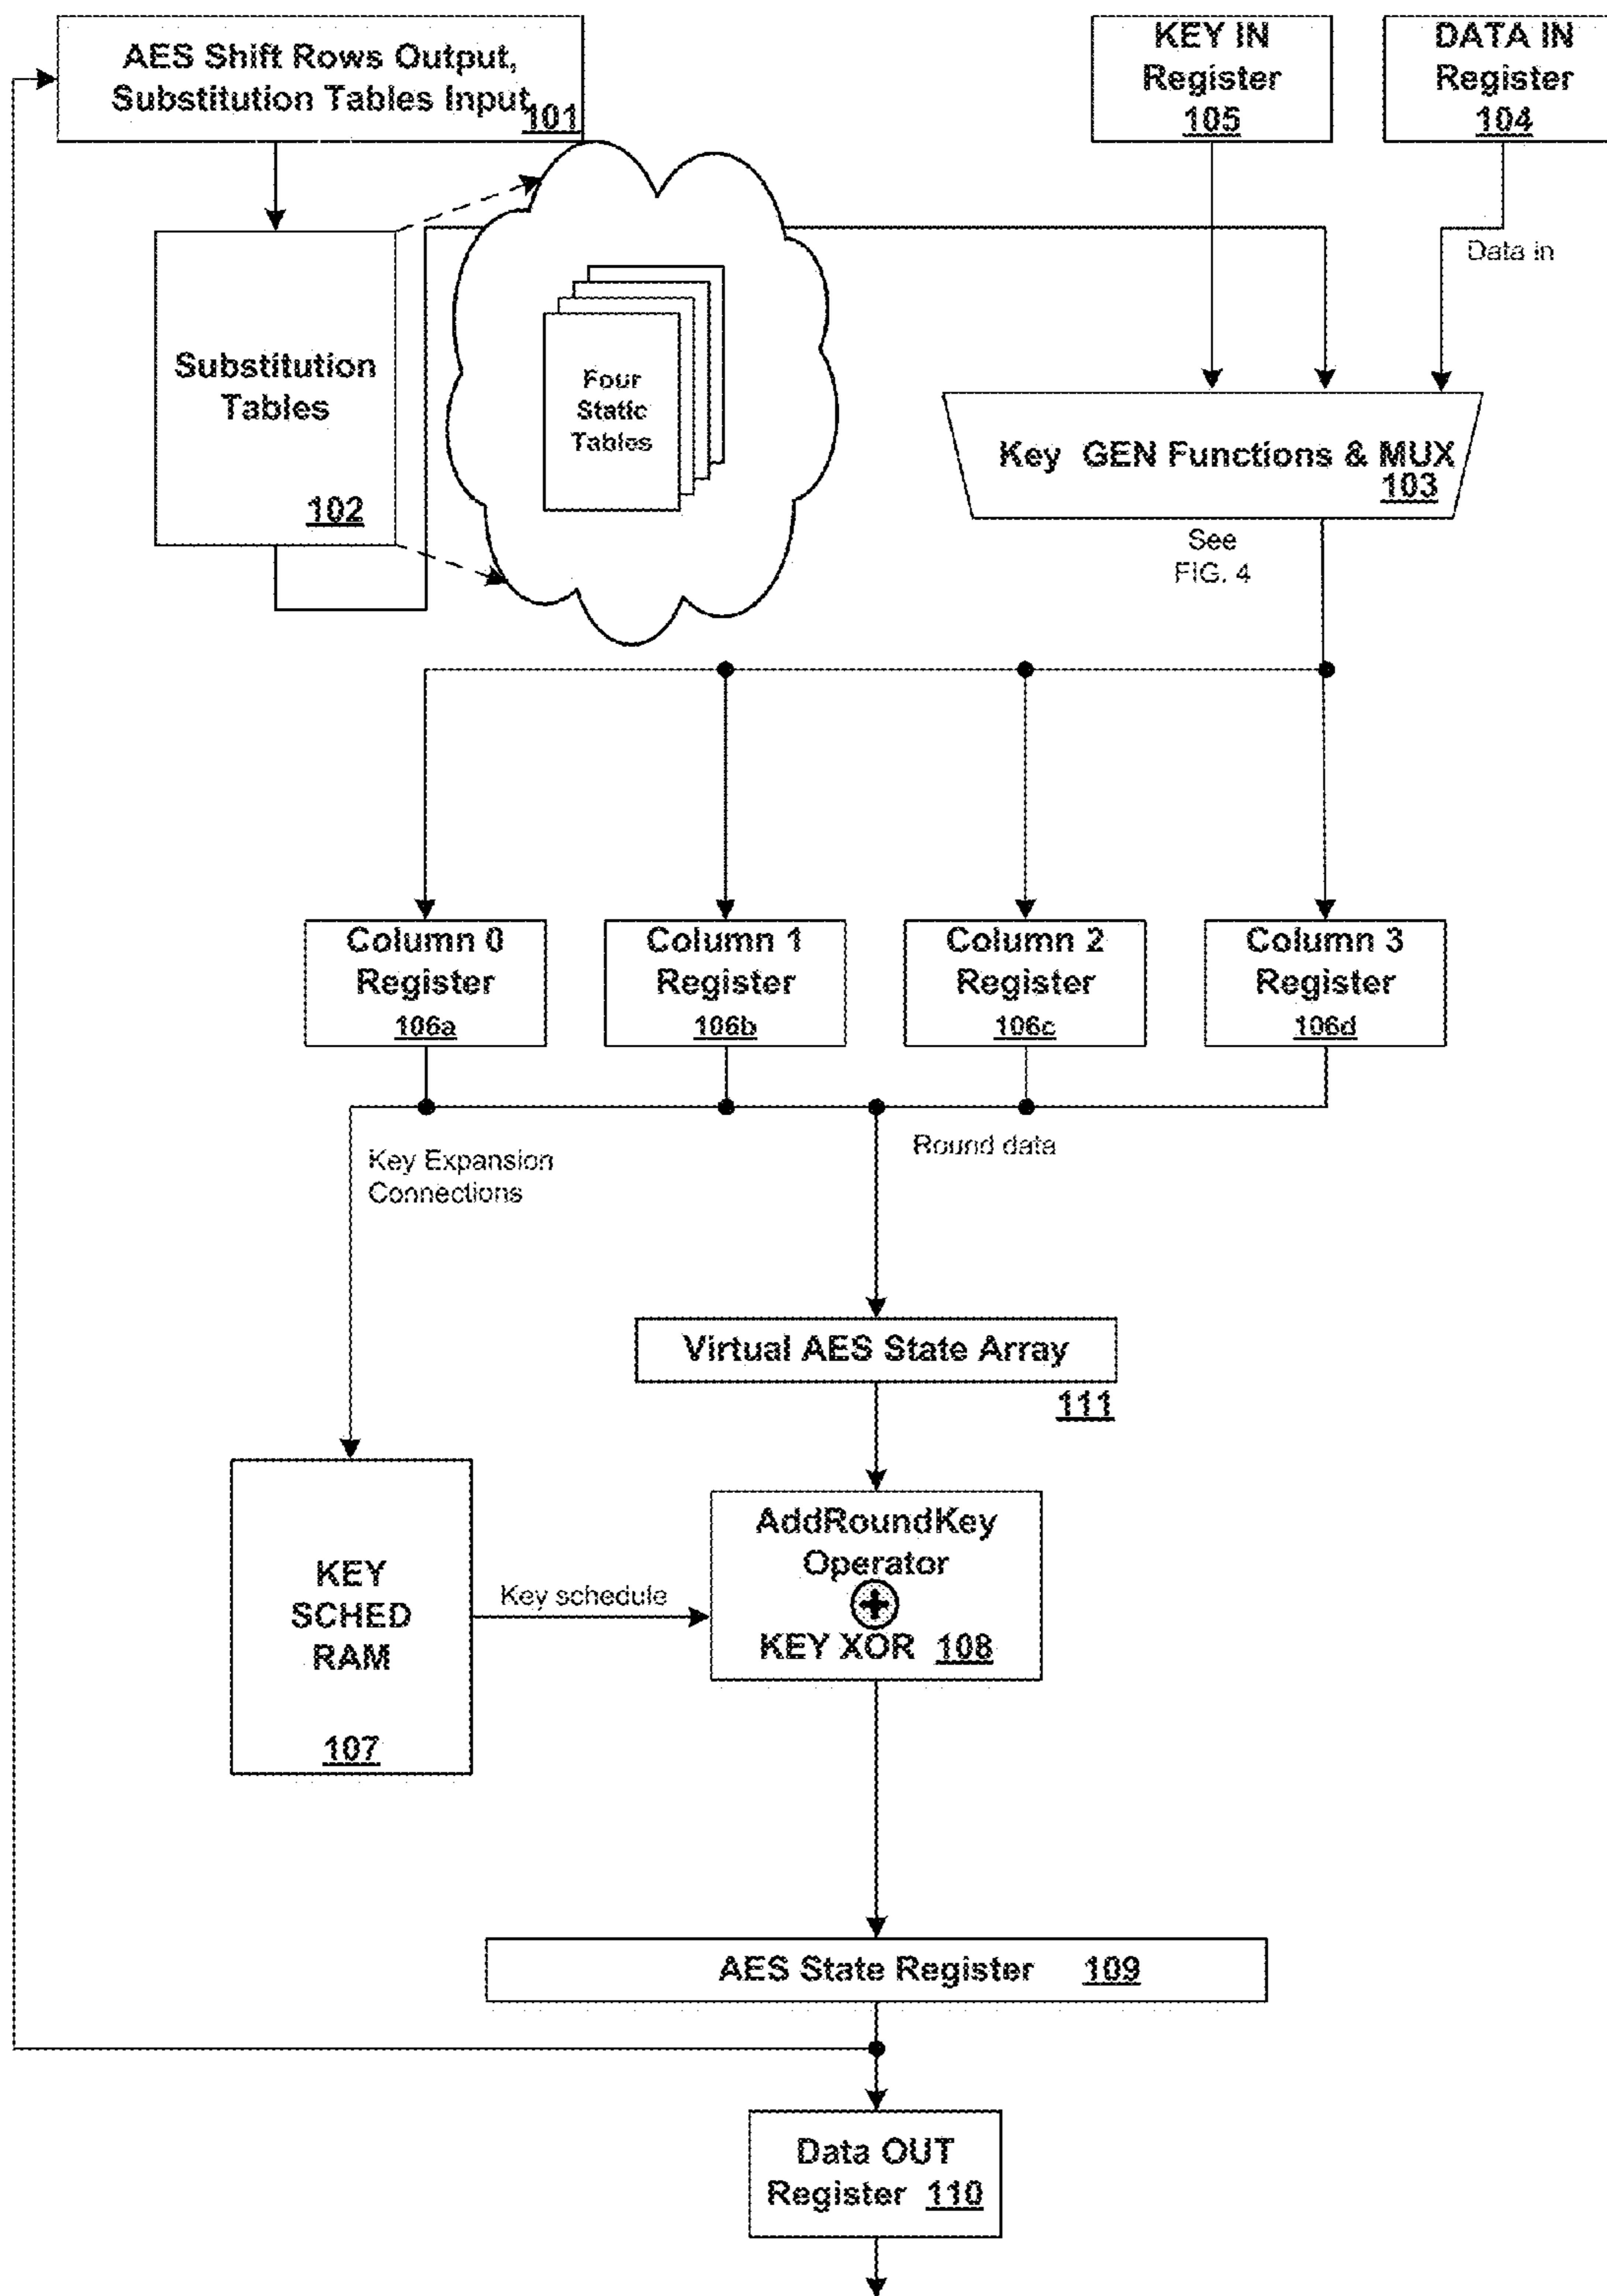 AES Shift Rows Output,
Substitution Tables Input
101
KEY IN
Register
105
DATA IN
Register
104
Data in
Substitution
Tables
102
Four
Static
Tables
Key GEN Functions & MUX
103
See
FIG. 4
Column 0
Register
106a
Column 1
Register
106b
Column 2
Register
106c
Column 3
Register
106d
Key Expansion
Connections
Round data
Virtual AES State Array
111
KEY
SCHED
RAM
107
Key schedule
AddRoundKey
Operator
KEY XOR 108
AES State Register 109
Data OUT
Register 110